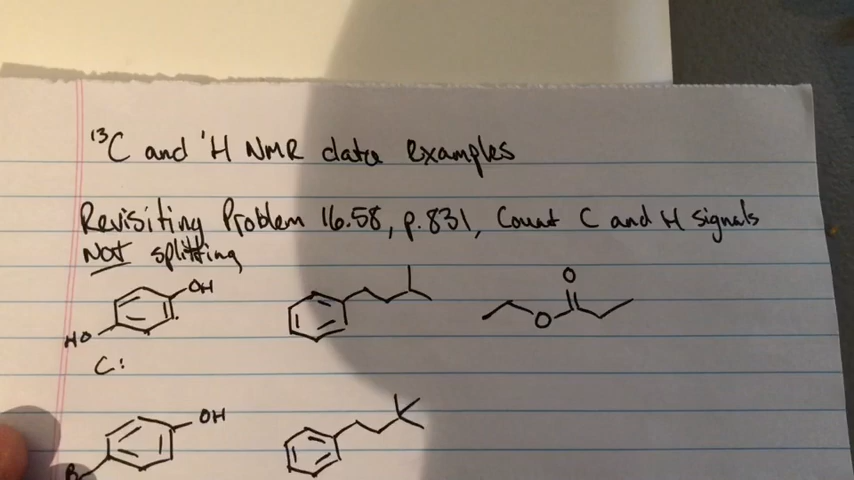 ¹³C and ¹H NMR data examples
Revisiting Problem 16.58, p.831, Count C and H signals
NOT splitting
OH
O
HO
O
C:
OH
Br